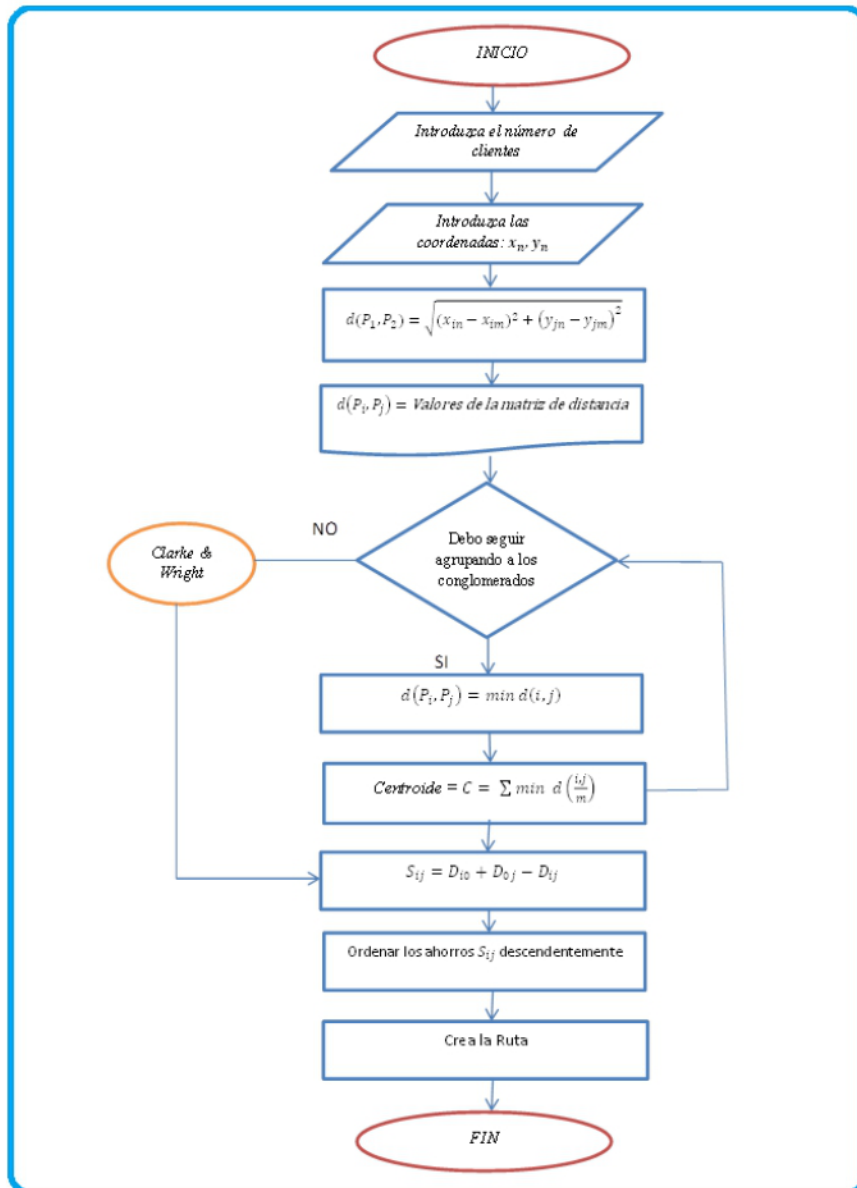 INICIO
Introduzca el número de
clientes
Introduzca las
coordenadas: xₙ, yₙ
d(P₁, P₂) = √((xᵢₙ − xᵢₘ)² + (yⱼₙ − yⱼₘ)²)
d(Pᵢ, Pⱼ) = Valores de la matriz de distancia
NO
Debo seguir
agrupando a los
conglomerados
Clarke &
Wright
SI
d(Pᵢ, Pⱼ) = min d(i, j)
Centroide = C = ∑ min d (i,j/m)
Sᵢⱼ = Dᵢ₀ + D₀ⱼ − Dᵢⱼ
Ordenar los ahorros Sᵢⱼ descendentemente
Crea la Ruta
FIN